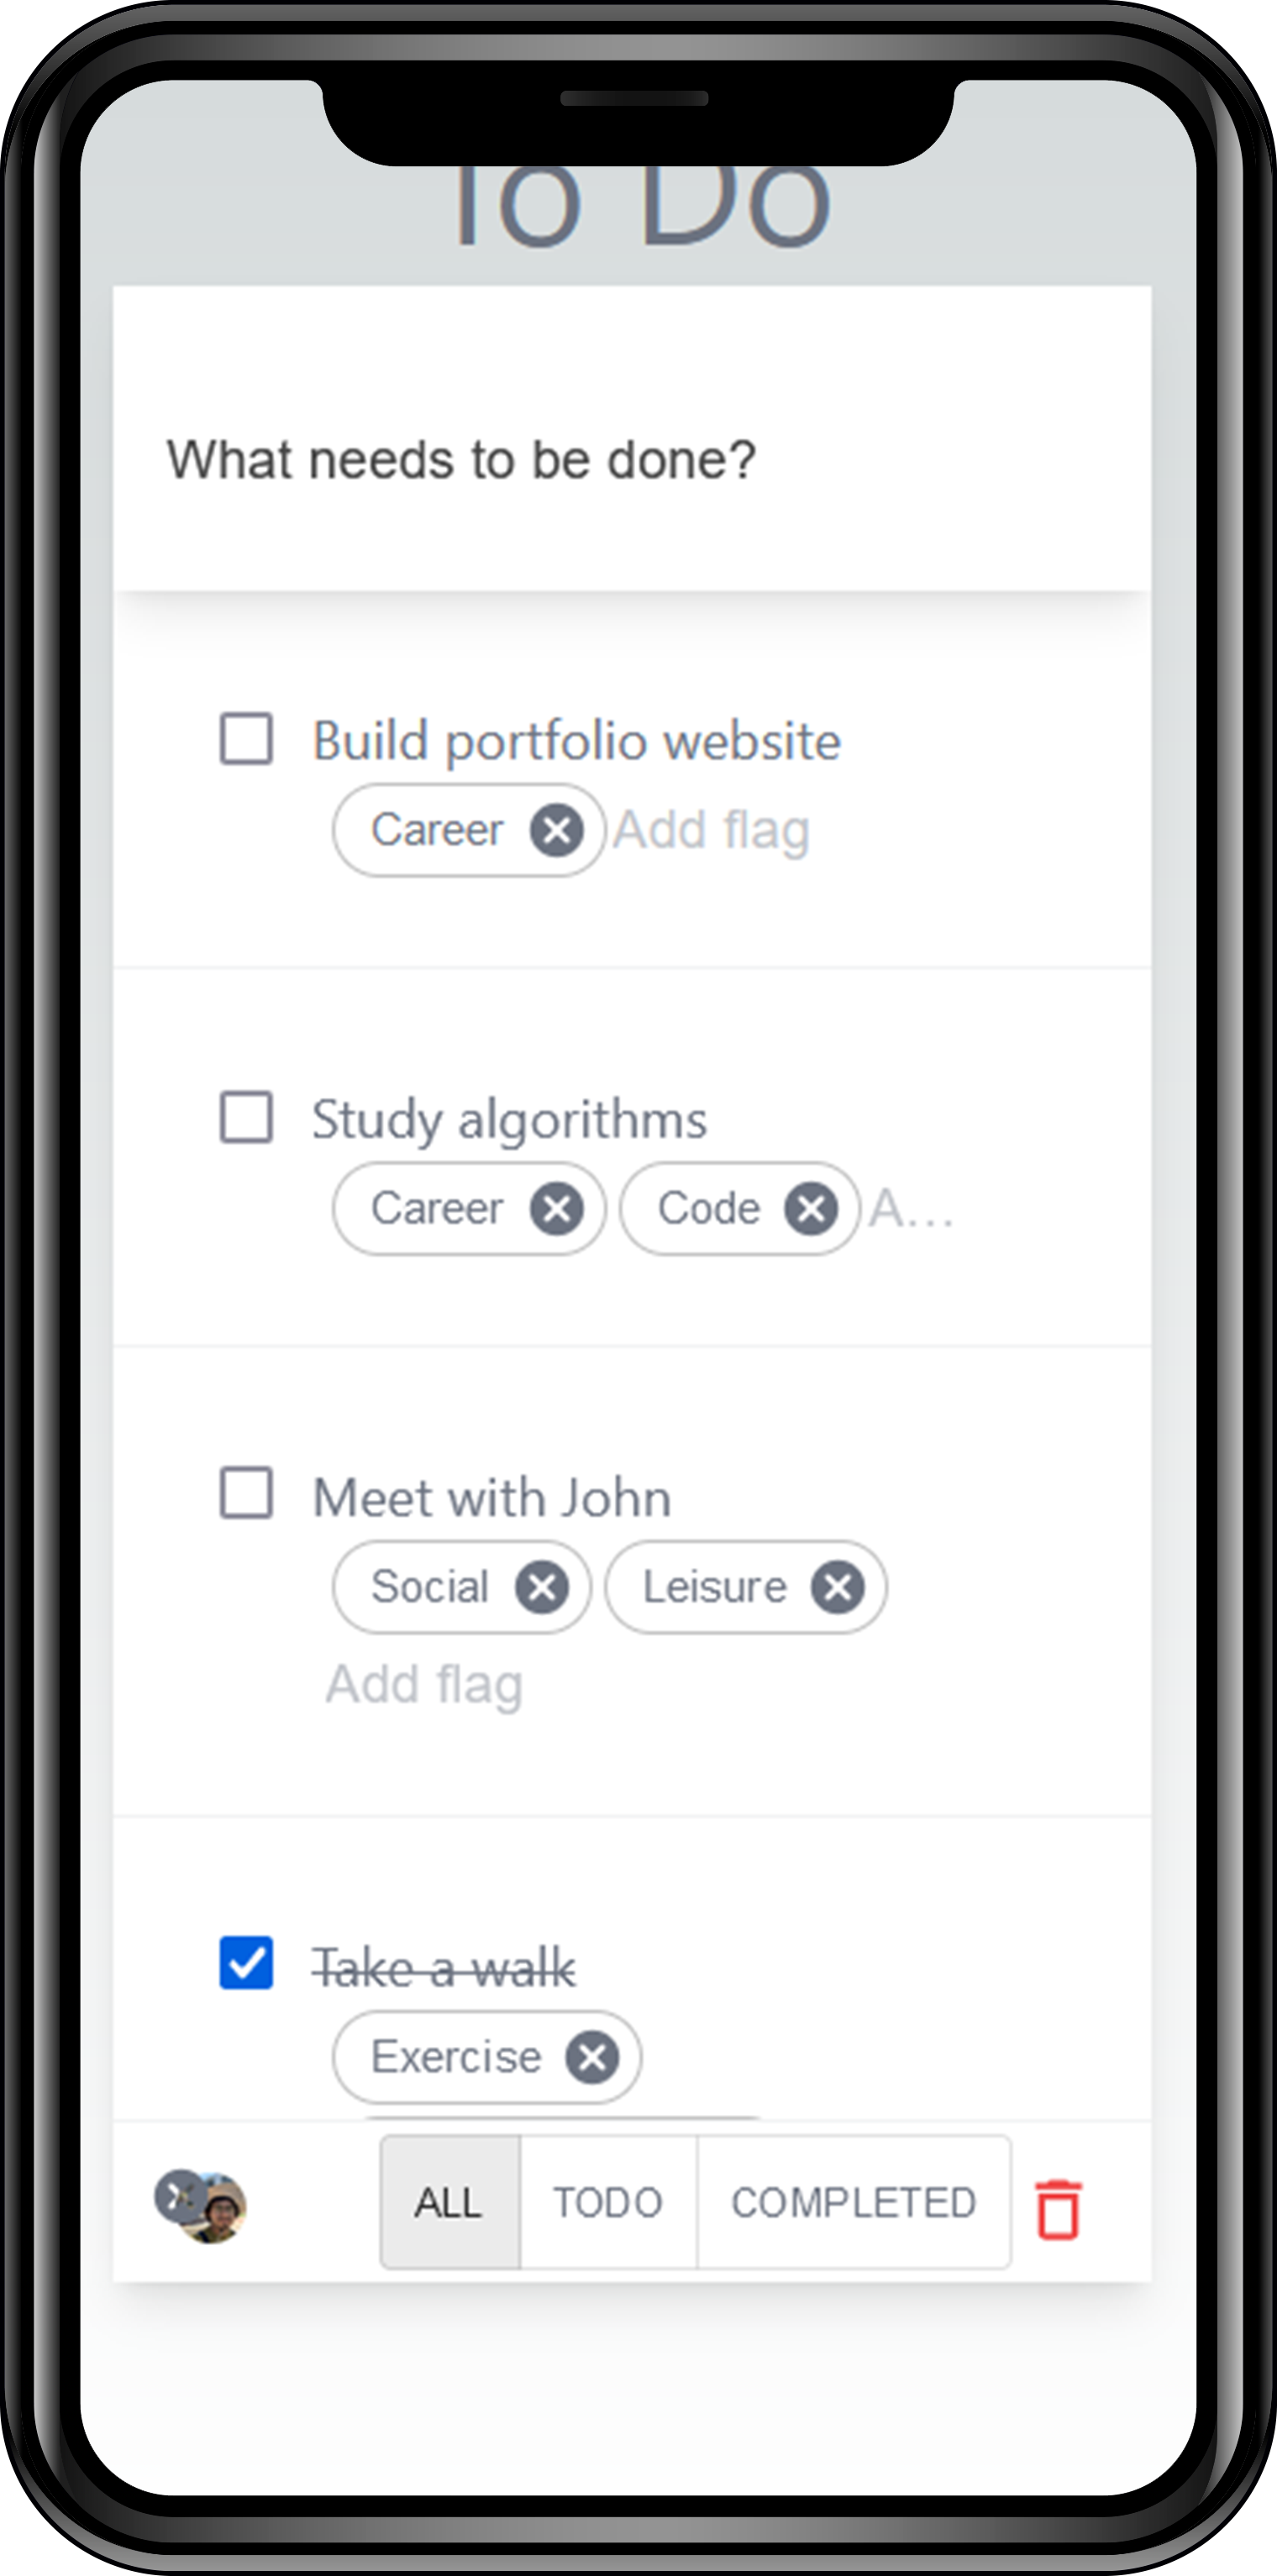 To Do
What needs to be done?
Build portfolio website
Career Add flag
Study algorithms
Career Code A...
Meet with John
Social Leisure
Add flag
Take a walk
Exercise
ALL TODO COMPLETED